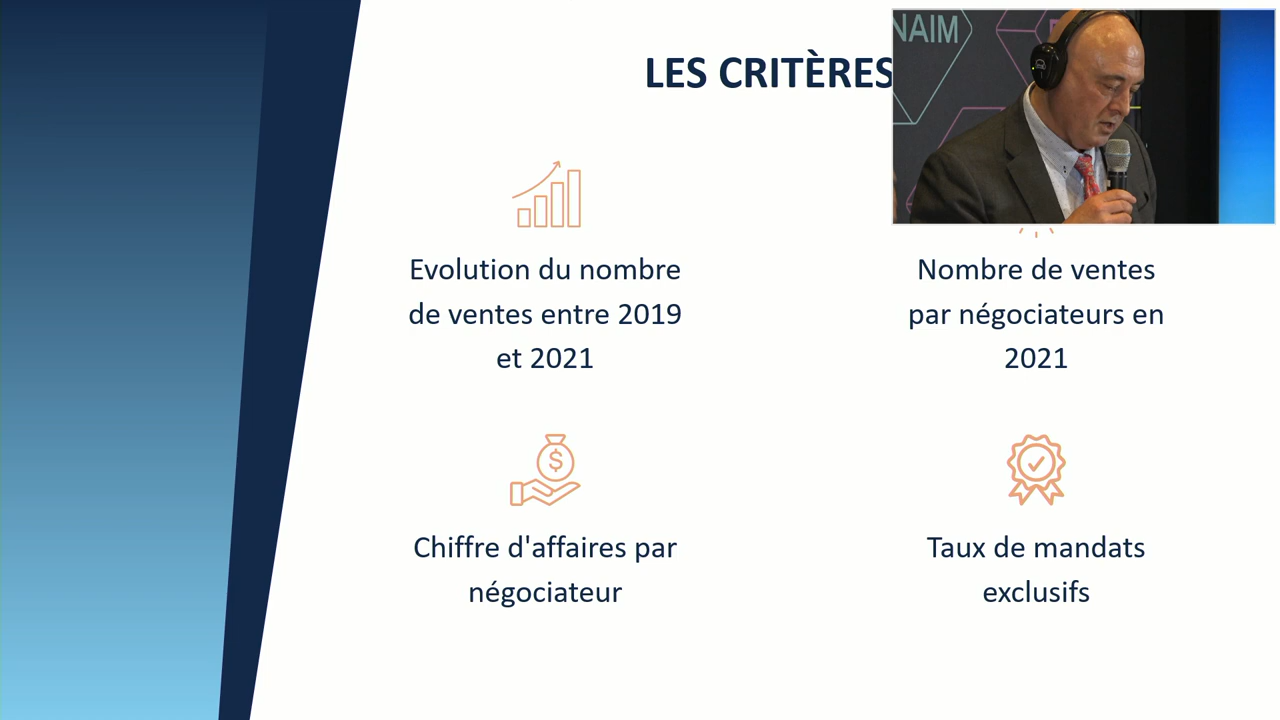 LES CRITÈRES
NAIM
Evolution du nombre
de ventes entre 2019
et 2021
Nombre de ventes
par négociateurs en
2021
$
Chiffre d'affaires par
négociateur
Taux de mandats
exclusifs